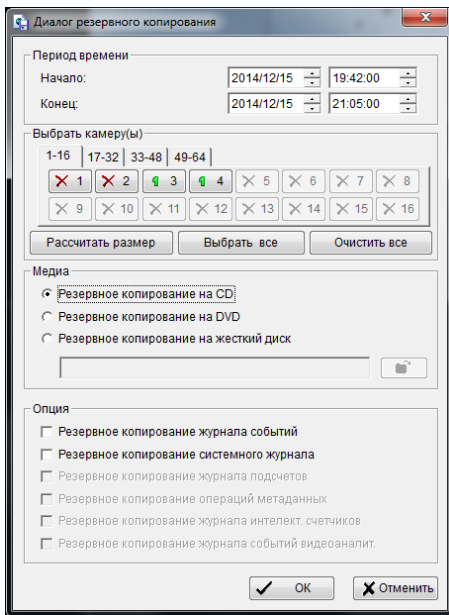 Диалог резервного копирования
Период времени
Начало: 2014/12/15 19:42:00
Конец: 2014/12/15 21:05:00
Выбрать камеру(ы)
1-16 17-32 33-48 49-64
1 2 3 4 5 6 7 8
9 10 11 12 13 14 15 16
Рассчитать размер Выбрать все Очистить все
Медиа
Резервное копирование на CD
Резервное копирование на DVD
Резервное копирование на жесткий диск
Опция
Резервное копирование журнала событий
Резервное копирование системного журнала
Резервное копирование журнала подсчетов
Резервное копирование операций метаданных
Резервное копирование журнала интелект. счетчиков
Резервное копирование журнала событий видеоаналит.
OK Отменить